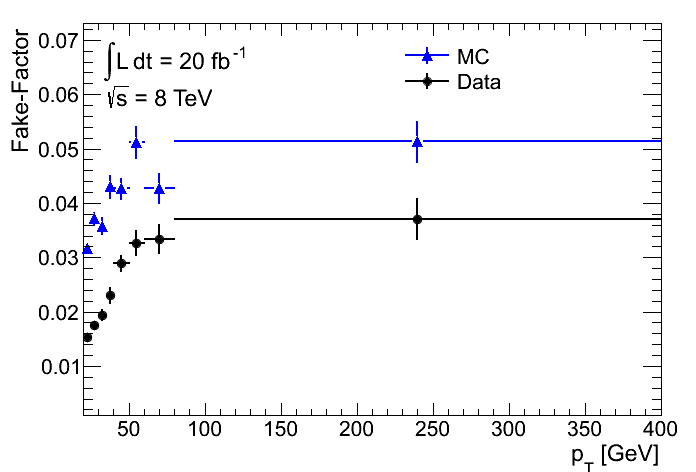 Fake-Factor
0.07
0.06
0.05
0.04
0.03
0.02
0.01
∫L dt = 20 fb⁻¹
√s = 8 TeV
MC
Data
50 100 150 200 250 300 350 400
p_T [GeV]